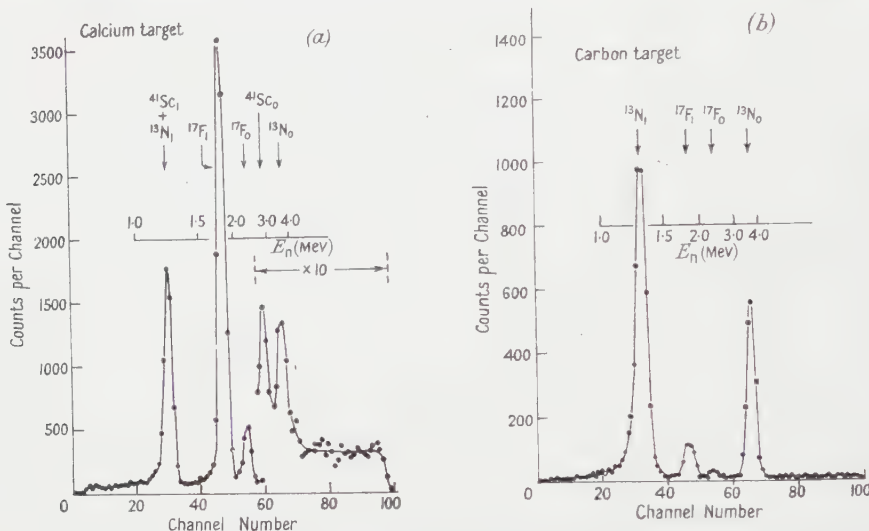 Calcium target
(a)
Counts per Channel
3500
3000
2500
2000
1500
1000
500
0
⁴¹Sc₁
+
¹³N₁
¹⁷F₁
¹⁷F₀
⁴¹Sc₀
¹³N₀
1·0
1·5
2·0
3·0
4·0
Eₙ(MeV)
×10
0
20
40
60
80
100
Channel Number
(b)
Carbon target
Counts per Channel
1400
1200
1000
800
600
400
200
0
¹³N₁
¹⁷F₁
¹⁷F₀
¹³N₀
1·0
1·5
2·0
3·0
4·0
Eₙ(MeV)
0
20
40
60
80
100
Channel Number